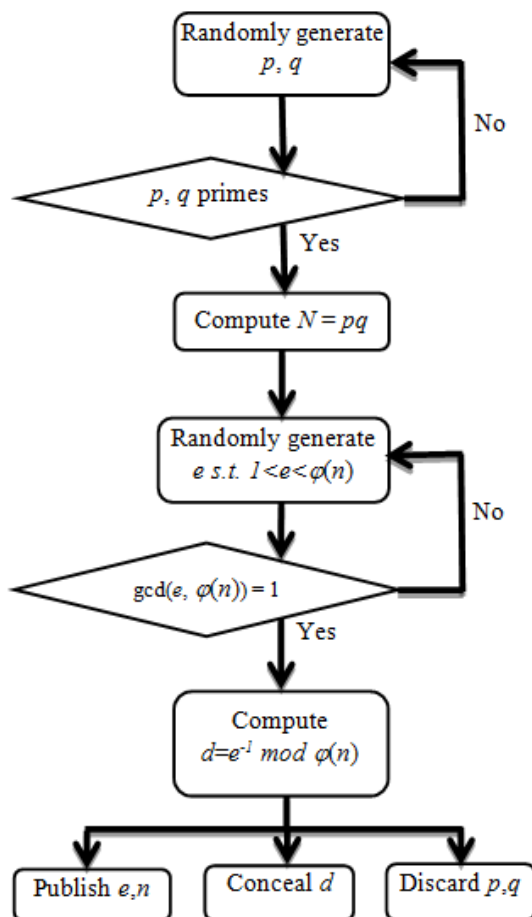 Randomly generate
p, q
No
p, q primes
Yes
Compute N = pq
Randomly generate
e s.t. 1<e<φ(n)
No
gcd(e, φ(n)) = 1
Yes
Compute
d=e⁻¹ mod φ(n)
Publish e,n
Conceal d
Discard p,q